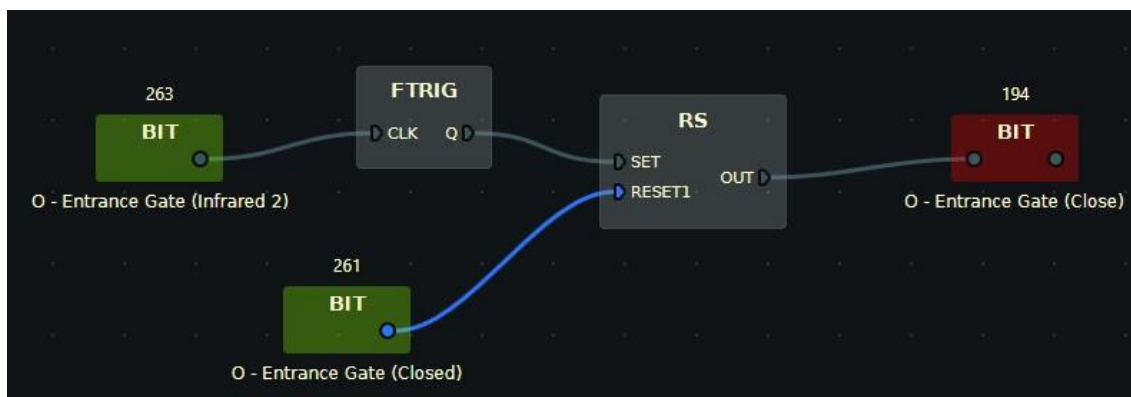 263
BIT
O - Entrance Gate (Infrared 2)
FTRIG
CLK Q
RS
SET
OUT
RESET1
194
BIT
O - Entrance Gate (Close)
261
BIT
O - Entrance Gate (Closed)